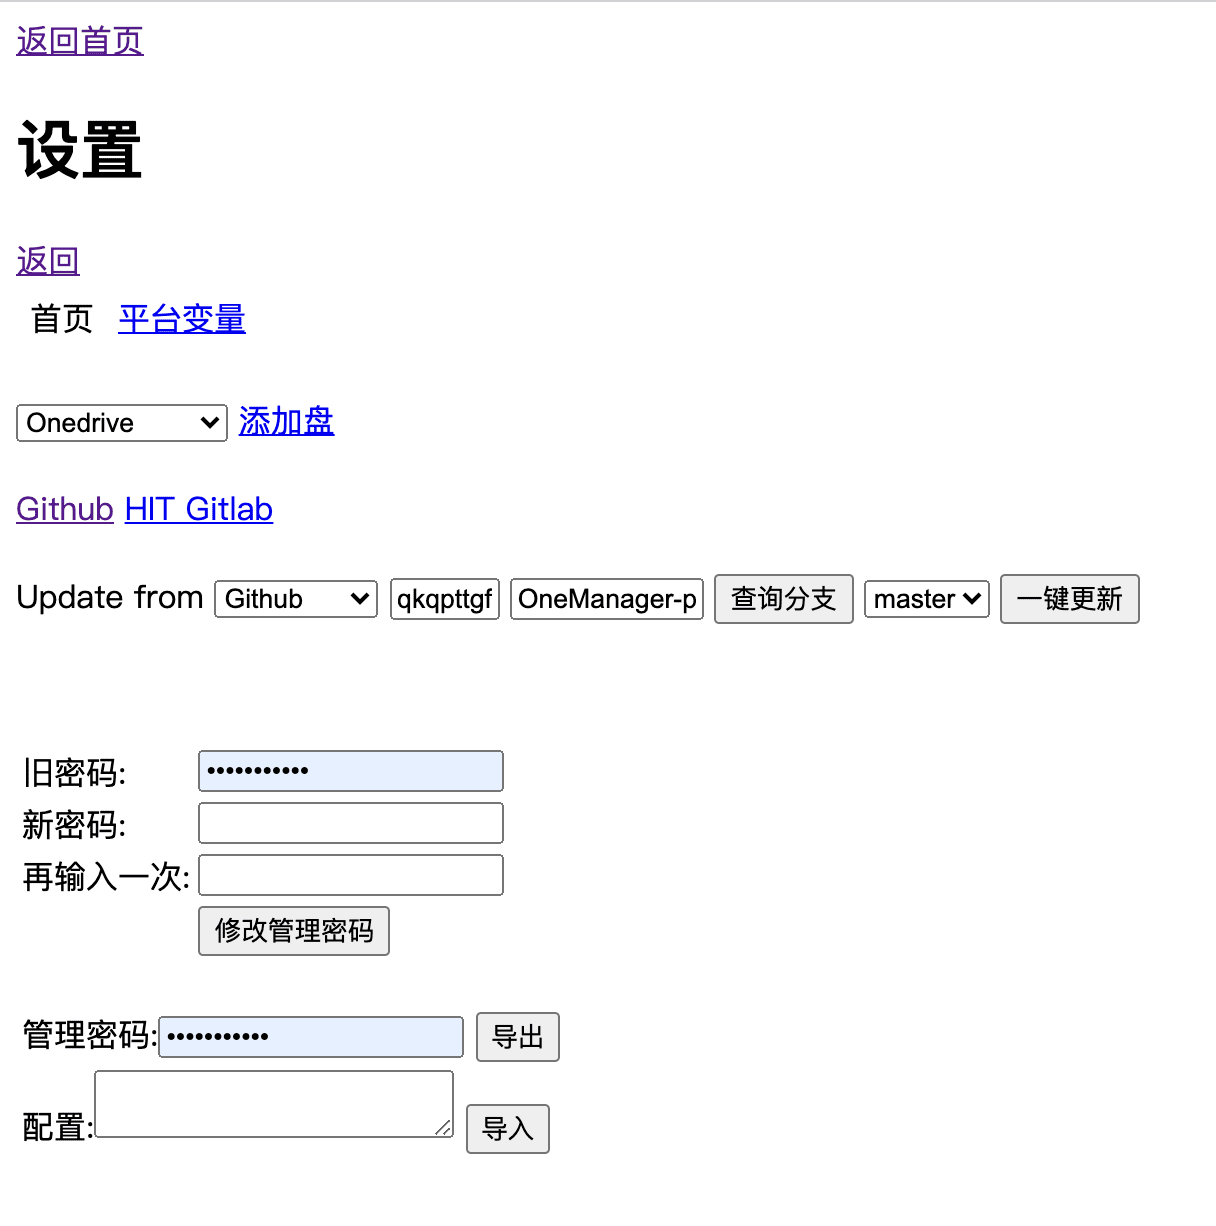 返回首页
设置
返回
首页 平台变量
Onedrive 添加盘
Github HIT Gitlab
Update from Github qkqpttgf OneManager-p 查询分支 master 一键更新
旧密码: •••••••••••
新密码:
再输入一次:
修改管理密码
管理密码: ••••••••••• 导出
配置: 导入